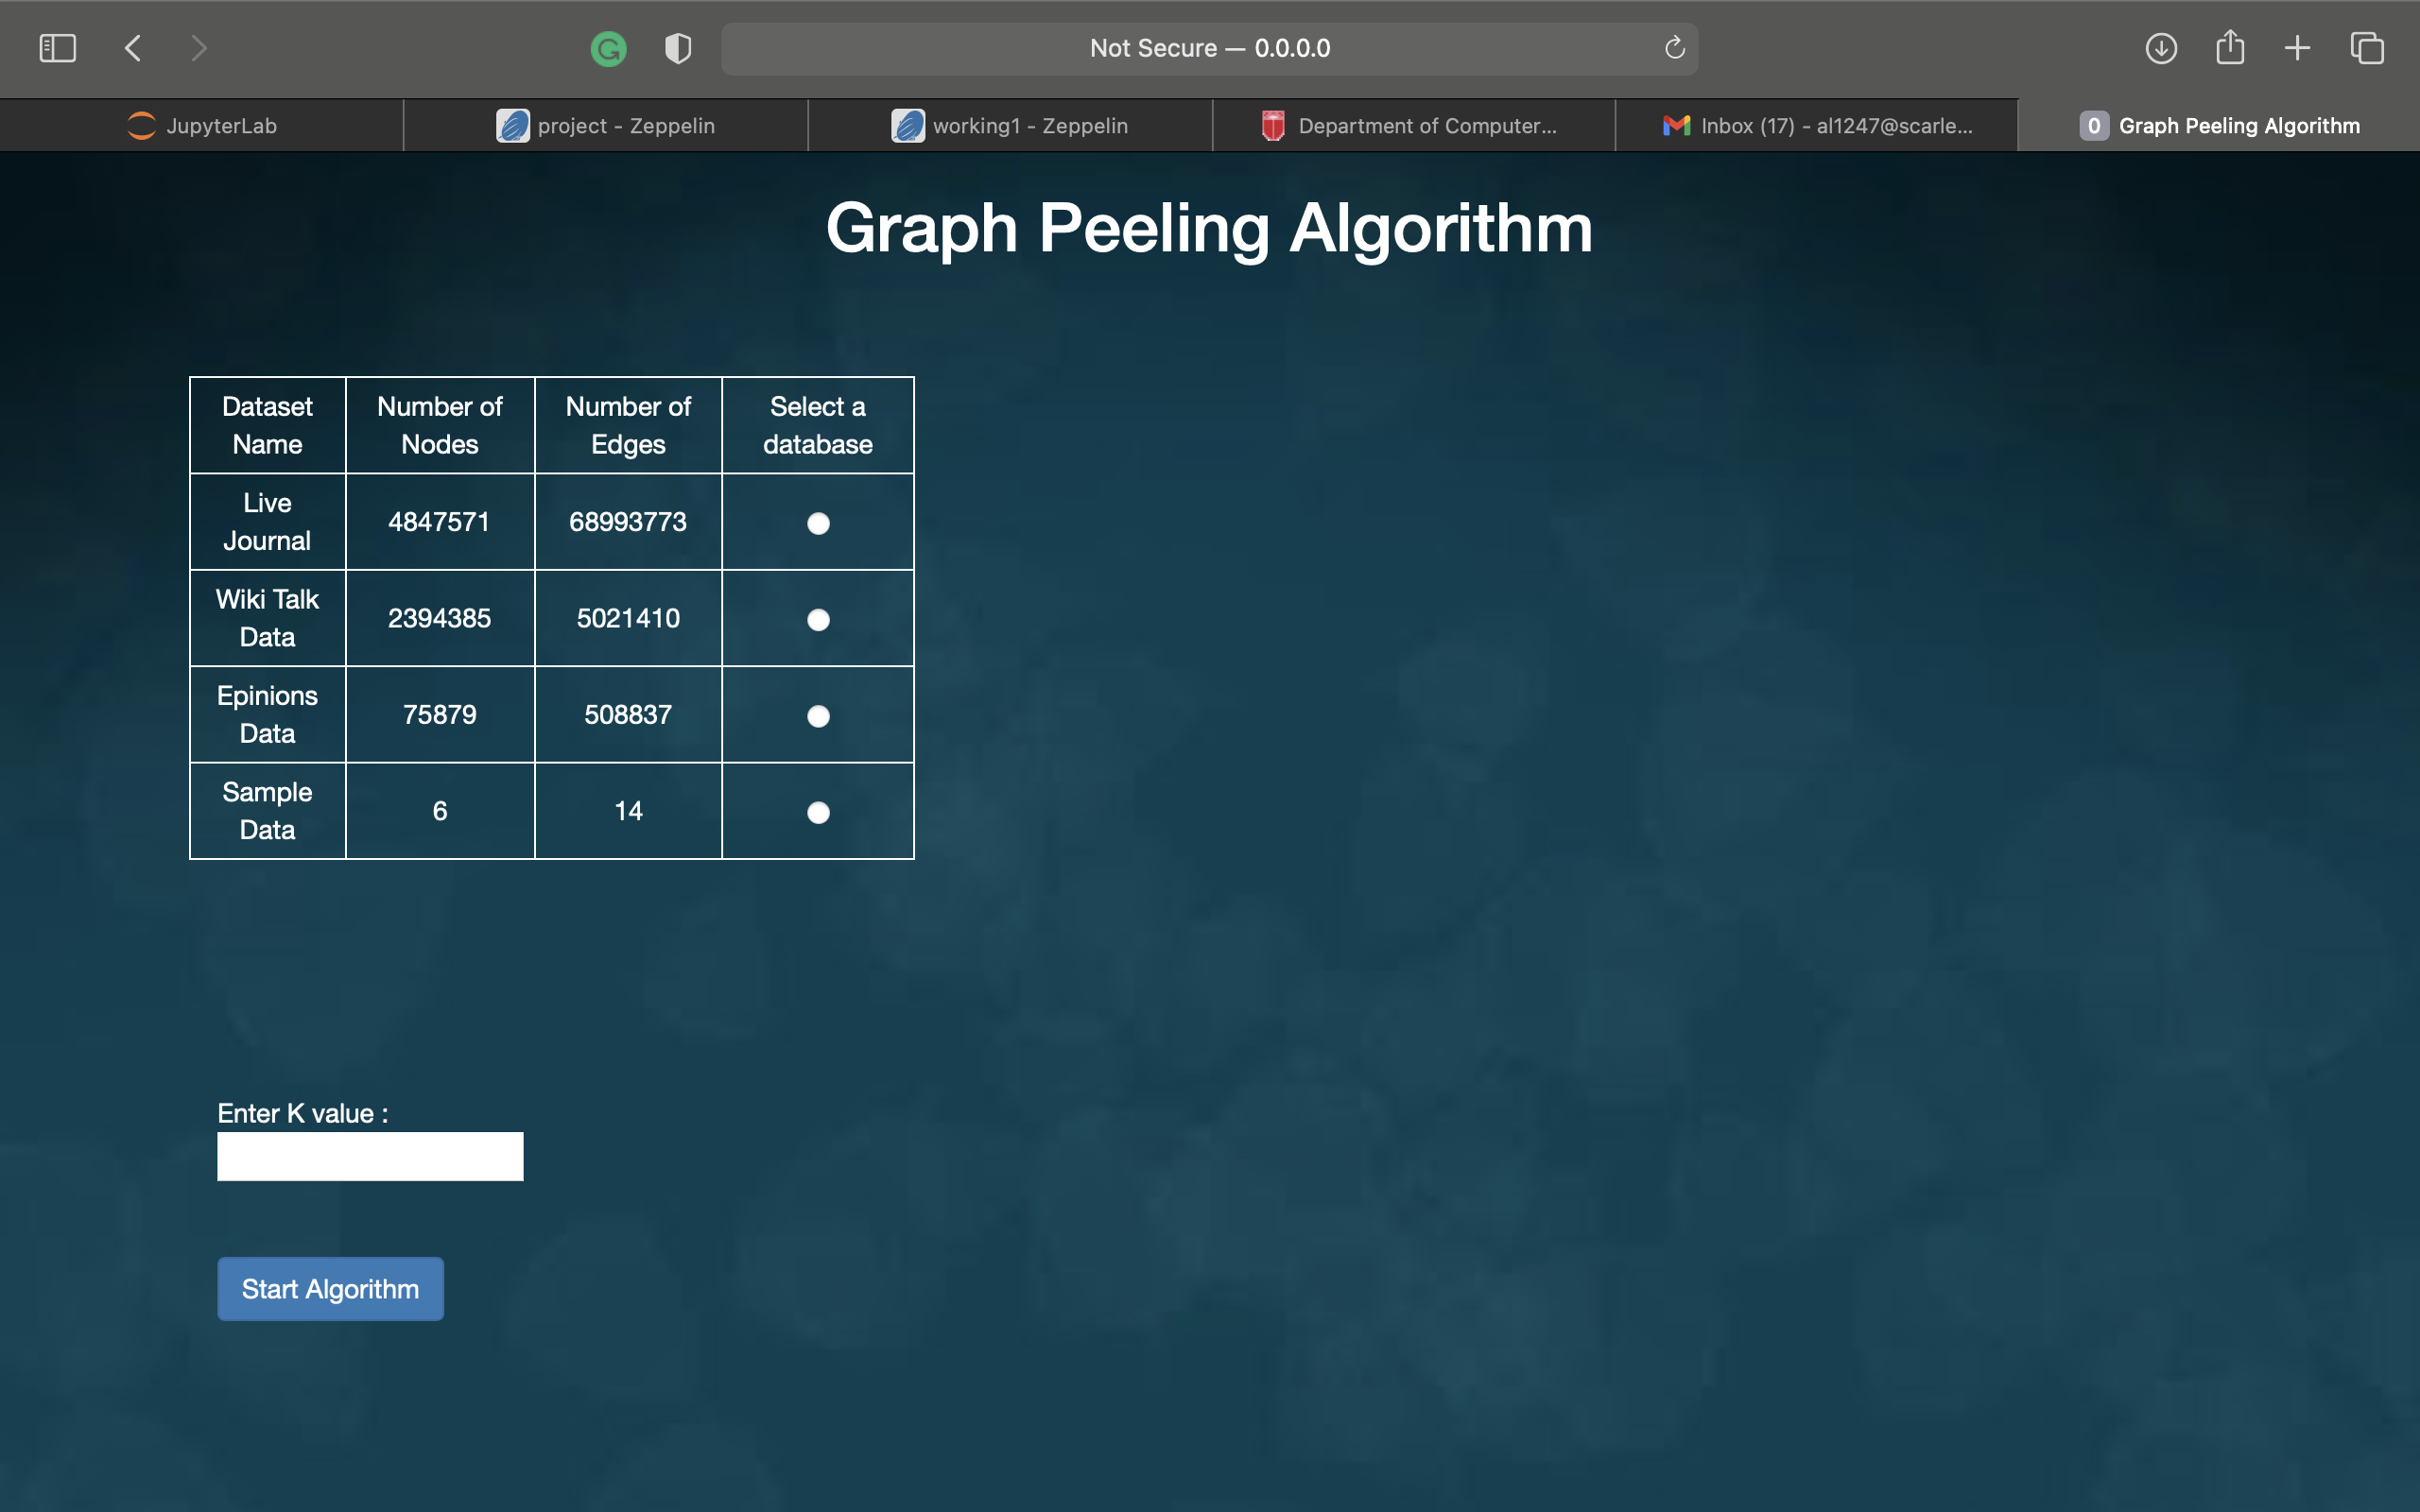 Not Secure — 0.0.0.0
JupyterLab
project - Zeppelin
working1 - Zeppelin
Department of Computer...
Inbox (17) - al1247@scarle...
0 Graph Peeling Algorithm
Graph Peeling Algorithm
Dataset Name
Number of Nodes
Number of Edges
Select a database
Live Journal
4847571
68993773
Wiki Talk Data
2394385
5021410
Epinions Data
75879
508837
Sample Data
6
14
Enter K value :
Start Algorithm